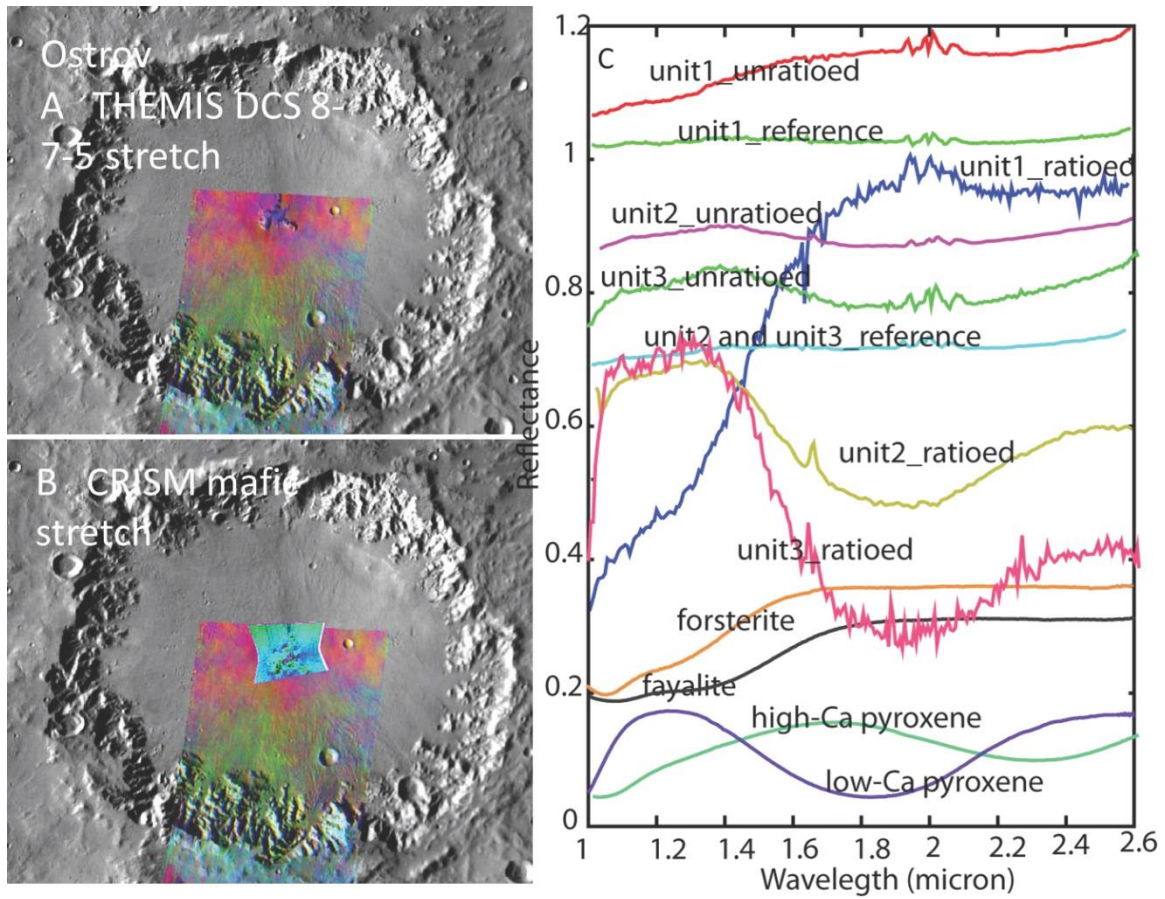 Ostrov
A THEMIS DCS 8-
7-5 stretch
B CRISM mafic
stretch
C
1.2
1
0.8
0.6
0.4
0.2
0
Reflectance
unit1_unratioed
unit1_reference
unit1_ratioed
unit2_unratioed
unit3_unratioed
unit2 and unit3_reference
unit2_ratioed
unit3_ratioed
forsterite
fayalite
high-Ca pyroxene
low-Ca pyroxene
1 1.2 1.4 1.6 1.8 2 2.2 2.4 2.6
Wavelegth (micron)